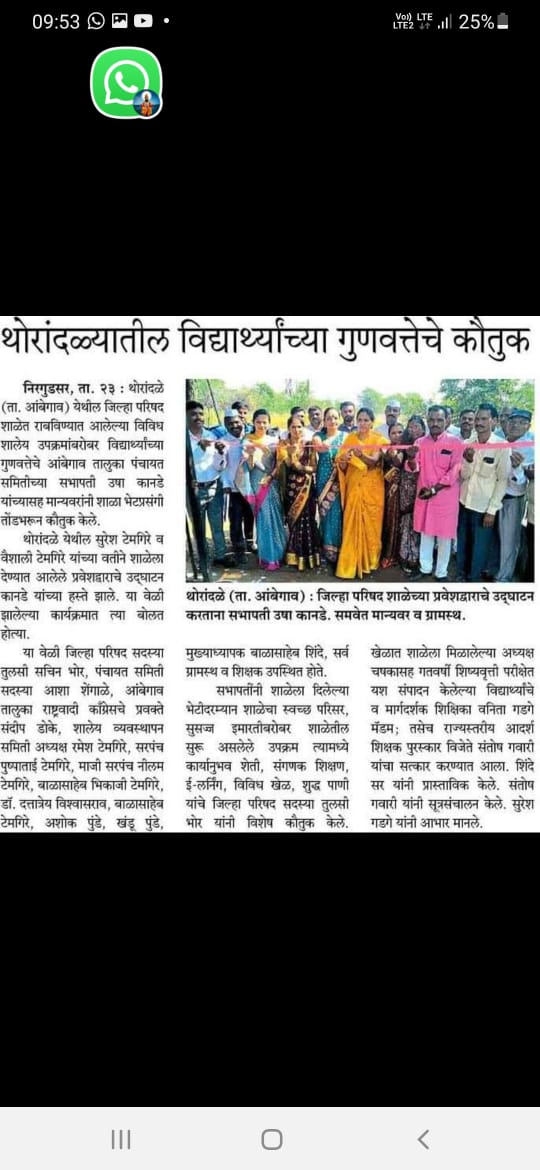 09:53
Vo) LTE
LTE2
25%
थोरांदळ्यातील विद्यार्थ्यांच्या गुणवत्तेचे कौतुक
निरगुडसर, ता. २३ : थोरांदळे
(ता. आंबेगाव) येथील जिल्हा परिषद
शाळेत राबविण्यात आलेल्या विविध
शालेय उपक्रमांबरोबर विद्यार्थ्यांच्या
गुणवत्तेचे आंबेगाव तालुका पंचायत
समितीच्या सभापती उषा कानडे
यांच्यासह मान्यवरांनी शाळा भेटप्रसंगी
तोंडभरून कौतुक केले.
थोरांदळे येथील सुरेश टेमगिरे व
वैशाली टेमगिरे यांच्या वतीने शाळेला
देण्यात आलेले प्रवेशद्वाराचे उद्‍घाटन
कानडे यांच्या हस्ते झाले. या वेळी
झालेल्या कार्यक्रमात त्या बोलत
होत्या.
या वेळी जिल्हा परिषद सदस्या
तुलसी सचिन भोर, पंचायत समिती
सदस्या आशा शेंगाळे, आंबेगाव
तालुका राष्ट्रवादी काँग्रेसचे प्रवक्ते
संदीप डोके, शालेय व्यवस्थापन
समिती अध्यक्ष रमेश टेमगिरे, सरपंच
पुष्पाताई टेमगिरे, माजी सरपंच नीलम
टेमगिरे, बाळासाहेब भिकाजी टेमगिरे,
डॉ. दत्तात्रेय विश्वासराव, बाळासाहेब
टेमगिरे, अशोक पुंडे, खंडू पुंडे,
थोरांदळे (ता. आंबेगाव) : जिल्हा परिषद शाळेच्या प्रवेशद्वाराचे उद्‍घाटन
करताना सभापती उषा कानडे. समवेत मान्यवर व ग्रामस्थ.
मुख्याध्यापक बाळासाहेब शिंदे, सर्व
ग्रामस्थ व शिक्षक उपस्थित होते.
सभापतींनी शाळेला दिलेल्या
भेटीदरम्यान शाळेचा स्वच्छ परिसर,
सुसज्ज इमारतीबरोबर शाळेतील
सुरू असलेले उपक्रम त्यामध्ये
कार्यानुभव शेती, संगणक शिक्षण,
ई-लर्निंग, विविध खेळ, शुद्ध पाणी
यांचे जिल्हा परिषद सदस्या तुलसी
भोर यांनी विशेष कौतुक केले.
खेळात शाळेला मिळालेल्या अध्यक्ष
चषकासह गतवर्षी शिष्यवृत्ती परीक्षेत
यश संपादन केलेल्या विद्यार्थ्यांचे
व मार्गदर्शक शिक्षिका वनिता गडगे
मॅडम; तसेच राज्यस्तरीय आदर्श
शिक्षक पुरस्कार विजेते संतोष गवारी
यांचा सत्कार करण्यात आला. शिंदे
सर यांनी प्रास्ताविक केले. संतोष
गवारी यांनी सूत्रसंचालन केले. सुरेश
गडगे यांनी आभार मानले.